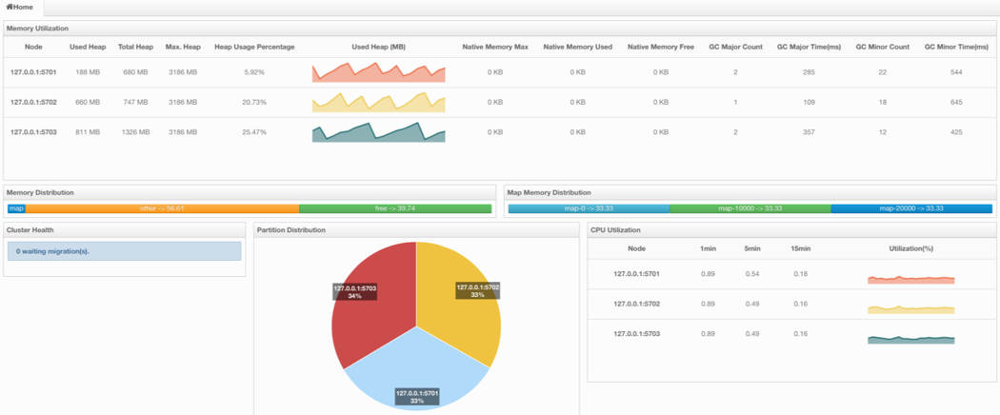 Home
Memory Utilization
Node Used Heap Total Heap Max. Heap Heap Usage Percentage Used Heap (MB) Native Memory Max Native Memory Used Native Memory Free GC Major Count GC Major Time(ms) GC Minor Count GC Minor Time(ms)
127.0.0.1:5701 188 MB 680 MB 3186 MB 5.92% 0 KB 0 KB 0 KB 2 285 22 544
127.0.0.1:5702 660 MB 747 MB 3186 MB 20.73% 0 KB 0 KB 0 KB 1 109 18 645
127.0.0.1:5703 811 MB 1326 MB 3186 MB 25.47% 0 KB 0 KB 0 KB 2 357 12 425
Memory Distribution
map other -> 56.61 free -> 39.74
Map Memory Distribution
map-0 -> 33.33 map-10000 -> 33.33 map-20000 -> 33.33
Cluster Health
0 waiting migration(s).
Partition Distribution
127.0.0.1:5703
34%
127.0.0.1:5702
33%
127.0.0.1:5701
33%
CPU Utilization
Node 1min 5min 15min Utilization(%)
127.0.0.1:5701 0.89 0.54 0.18
127.0.0.1:5702 0.89 0.49 0.16
127.0.0.1:5703 0.89 0.49 0.16